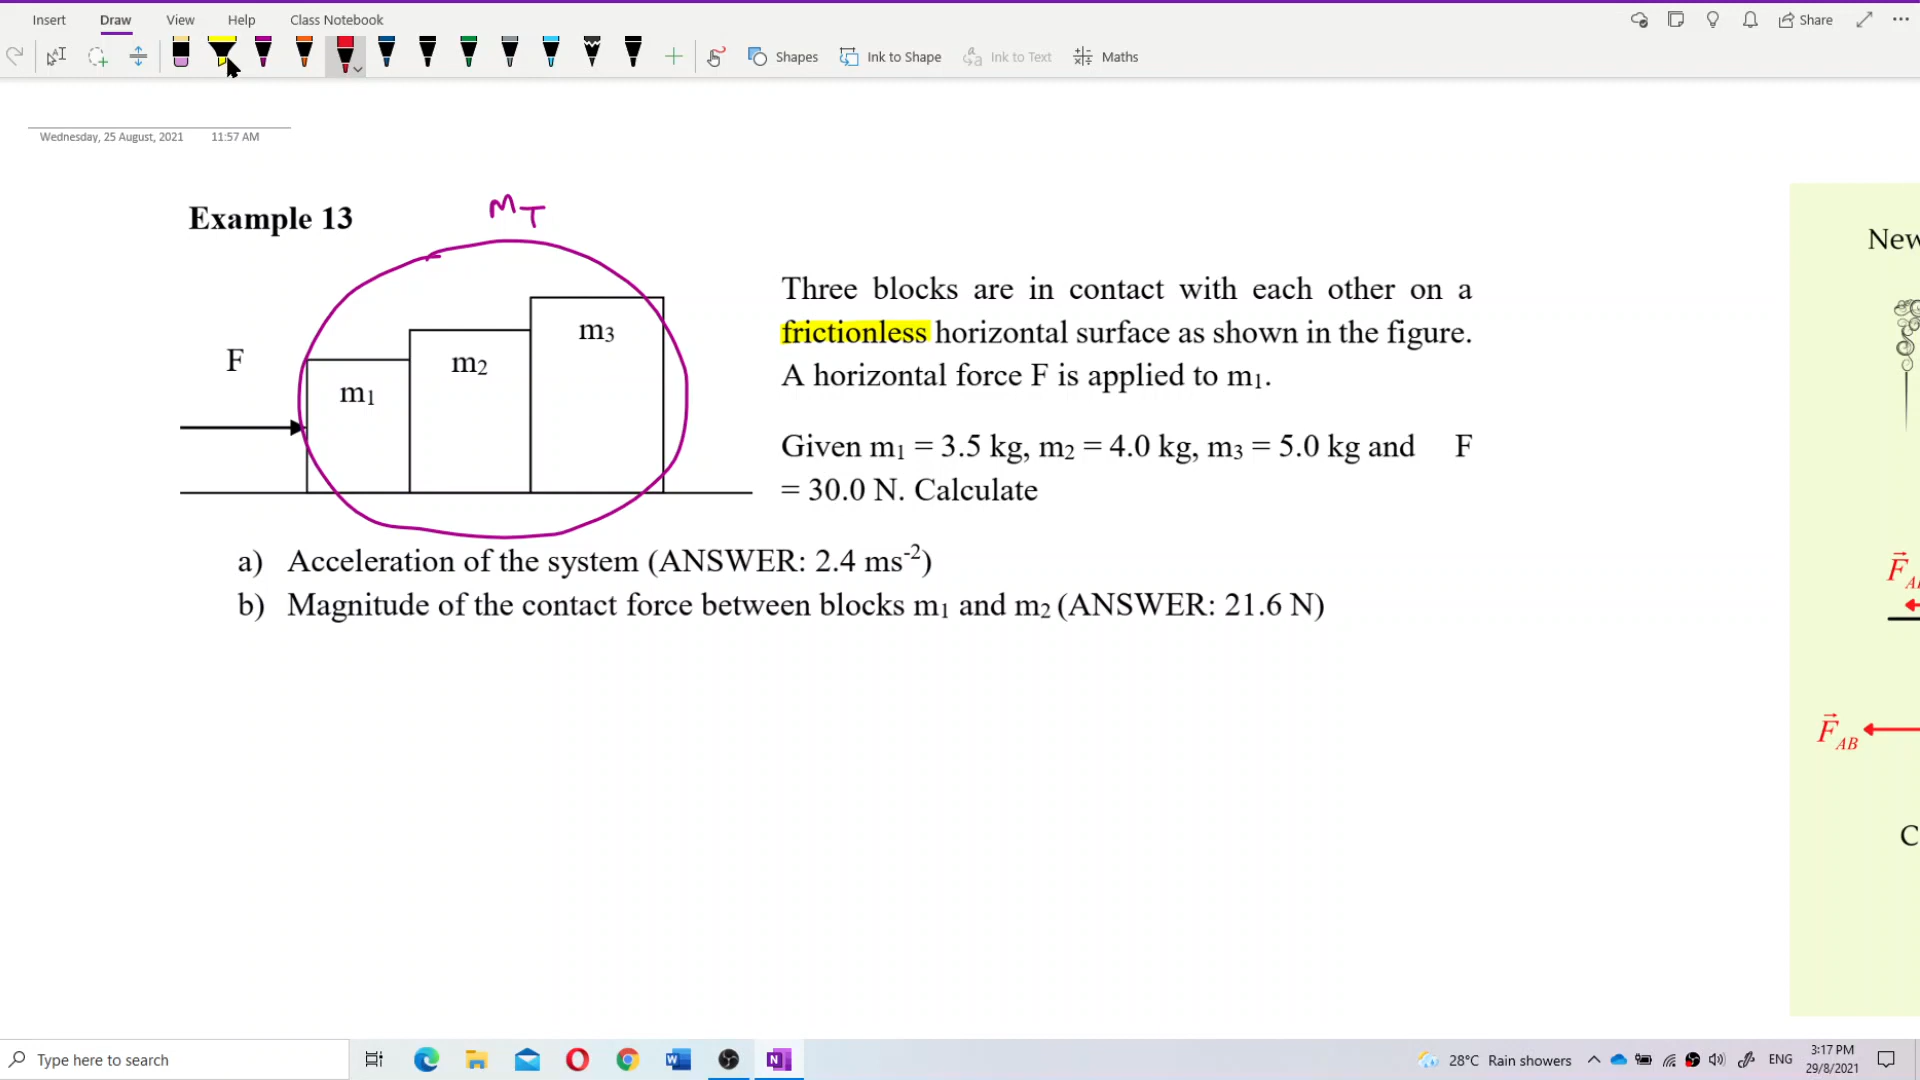 Insert Draw View Help Class Notebook Share
Shapes Ink to Shape Ink to Text Maths
Wednesday, 25 August, 2021 11:57 AM
MT
Example 13
New
Three blocks are in contact with each other on a
frictionless horizontal surface as shown in the figure.
A horizontal force F is applied to m1.
F
m1
m2
m3
Given m1 = 3.5 kg, m2 = 4.0 kg, m3 = 5.0 kg and F
= 30.0 N. Calculate
a) Acceleration of the system (ANSWER: 2.4 ms-2)
b) Magnitude of the contact force between blocks m1 and m2 (ANSWER: 21.6 N)
F AB
F AB
C
Type here to search
28°C Rain showers
ENG
3:17 PM
29/8/2021